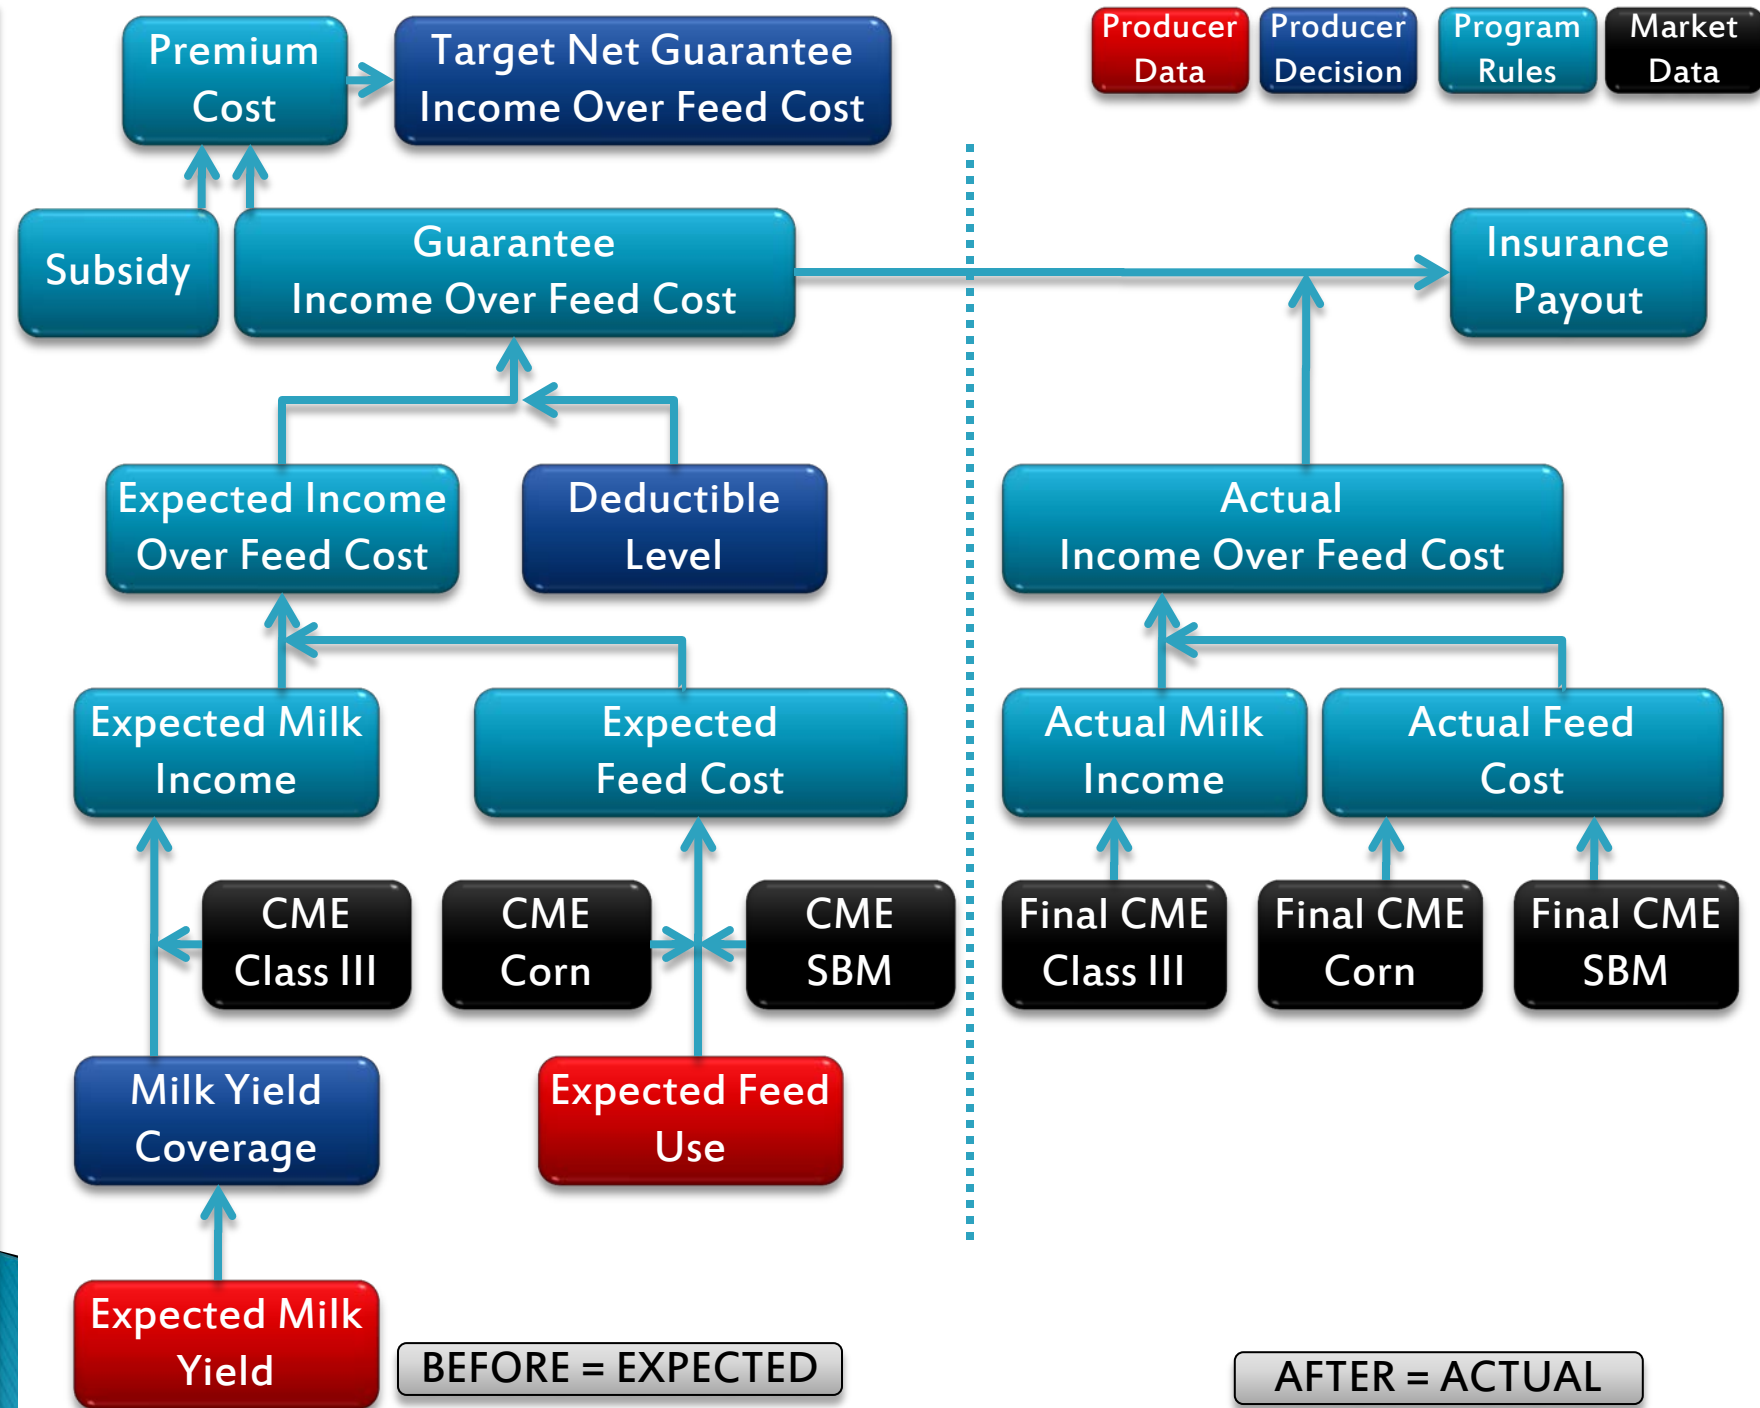 Premium
Cost
Target Net Guarantee
Income Over Feed Cost
Producer
Data
Producer
Decision
Program
Rules
Market
Data
Subsidy
Guarantee
Income Over Feed Cost
Insurance
Payout
Expected Income
Over Feed Cost
Deductible
Level
Actual
Income Over Feed Cost
Expected Milk
Income
Expected
Feed Cost
Actual Milk
Income
Actual Feed
Cost
CME
Class III
CME
Corn
CME
SBM
Final CME
Class III
Final CME
Corn
Final CME
SBM
Milk Yield
Coverage
Expected Feed
Use
Expected Milk
Yield
BEFORE = EXPECTED
AFTER = ACTUAL